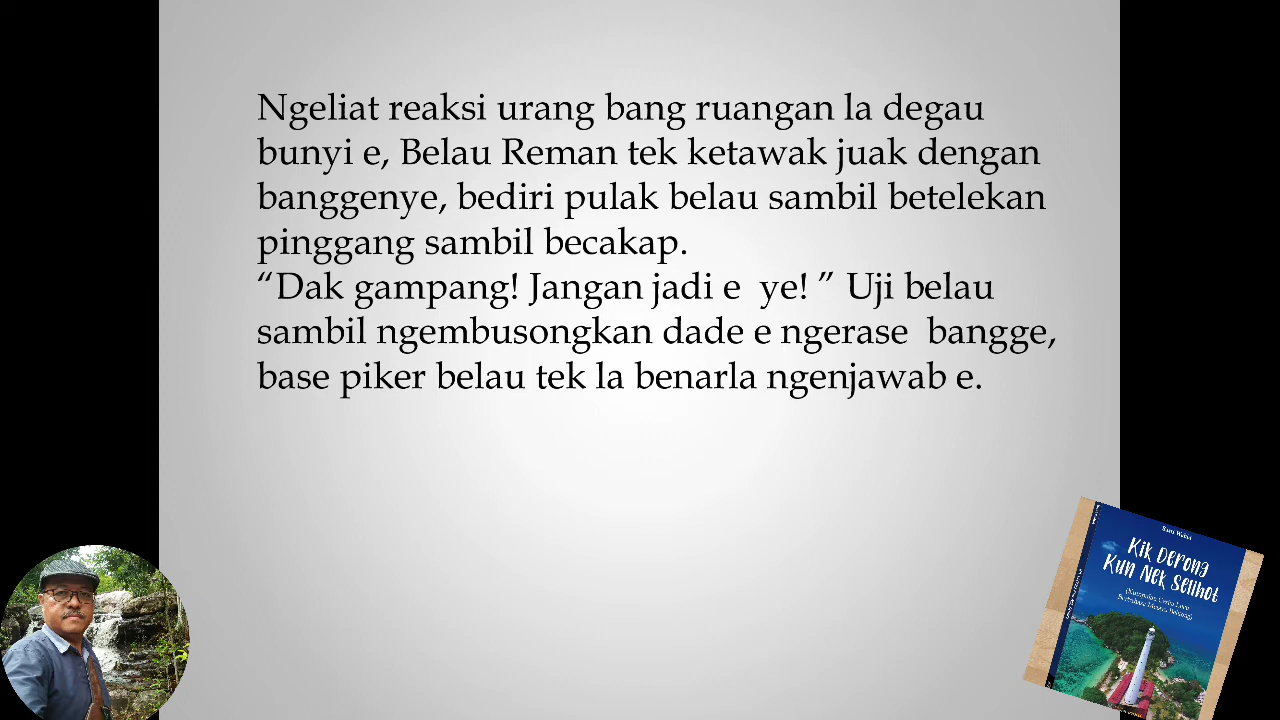 Ngeliat reaksi urang bang ruangan la degau
bunyi e, Belau Reman tek ketawak juak dengan
banggenye, bediri pulak belau sambil betelekan
pinggang sambil becakap.
“Dak gampang! Jangan jadi e  ye! ” Uji belau
sambil ngembusongkan dade e ngerase  bangge,
base piker belau tek la benarla ngenjawab e.
Kik Derong
Kun Nek Selihot